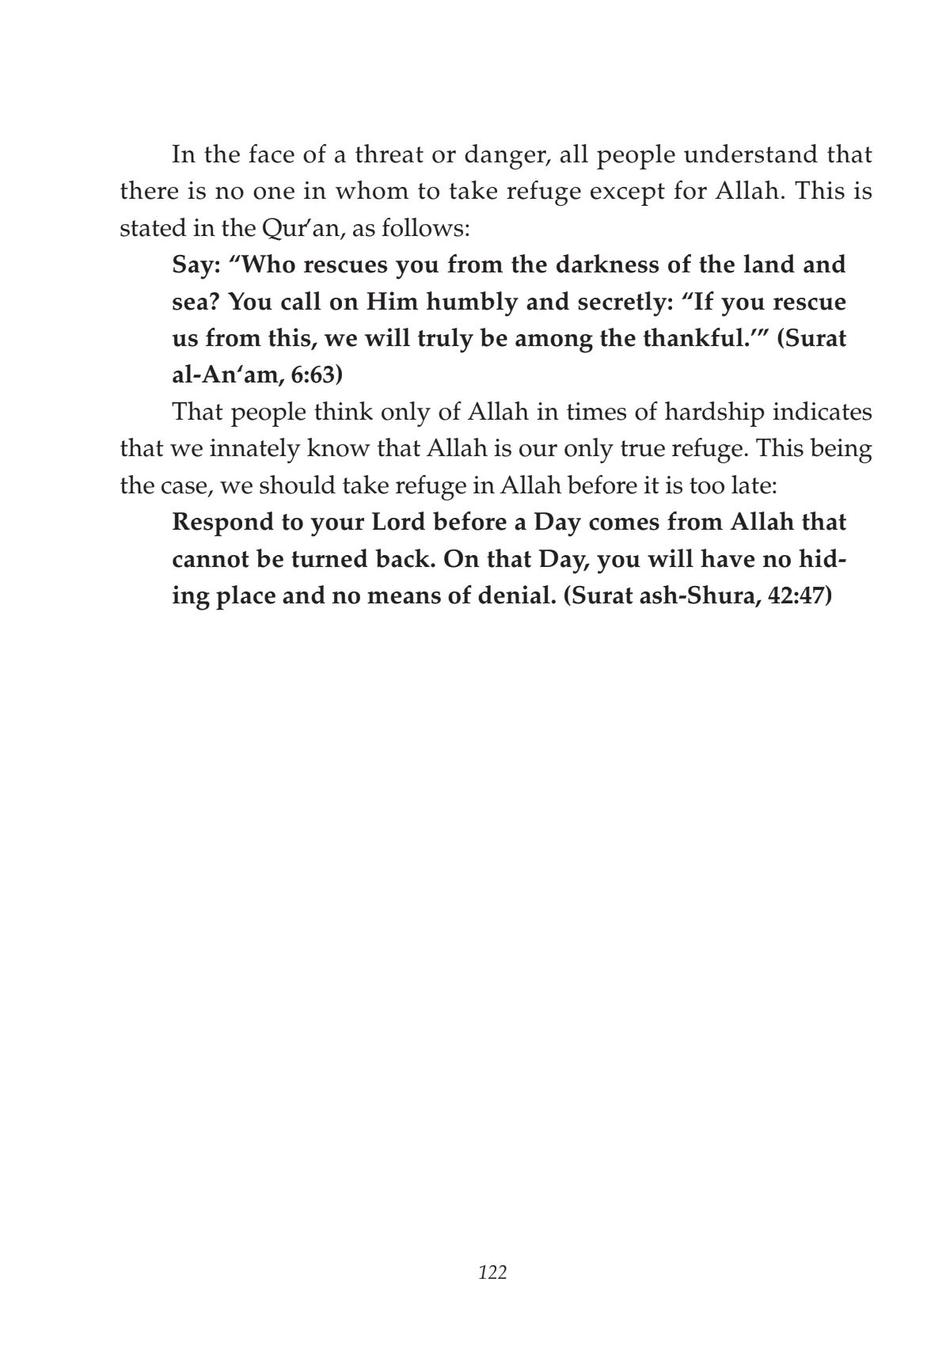 In the face of a threat or danger, all people understand that
there is no one in whom to take refuge except for Allah. This is
stated in the Qur’an, as follows:
Say: “Who rescues you from the darkness of the land and
sea? You call on Him humbly and secretly: “If you rescue
us from this, we will truly be among the thankful.’” (Surat
al-An‘am, 6:63)
That people think only of Allah in times of hardship indicates
that we innately know that Allah is our only true refuge. This being
the case, we should take refuge in Allah before it is too late:
Respond to your Lord before a Day comes from Allah that
cannot be turned back. On that Day, you will have no hid-
ing place and no means of denial. (Surat ash-Shura, 42:47)
122